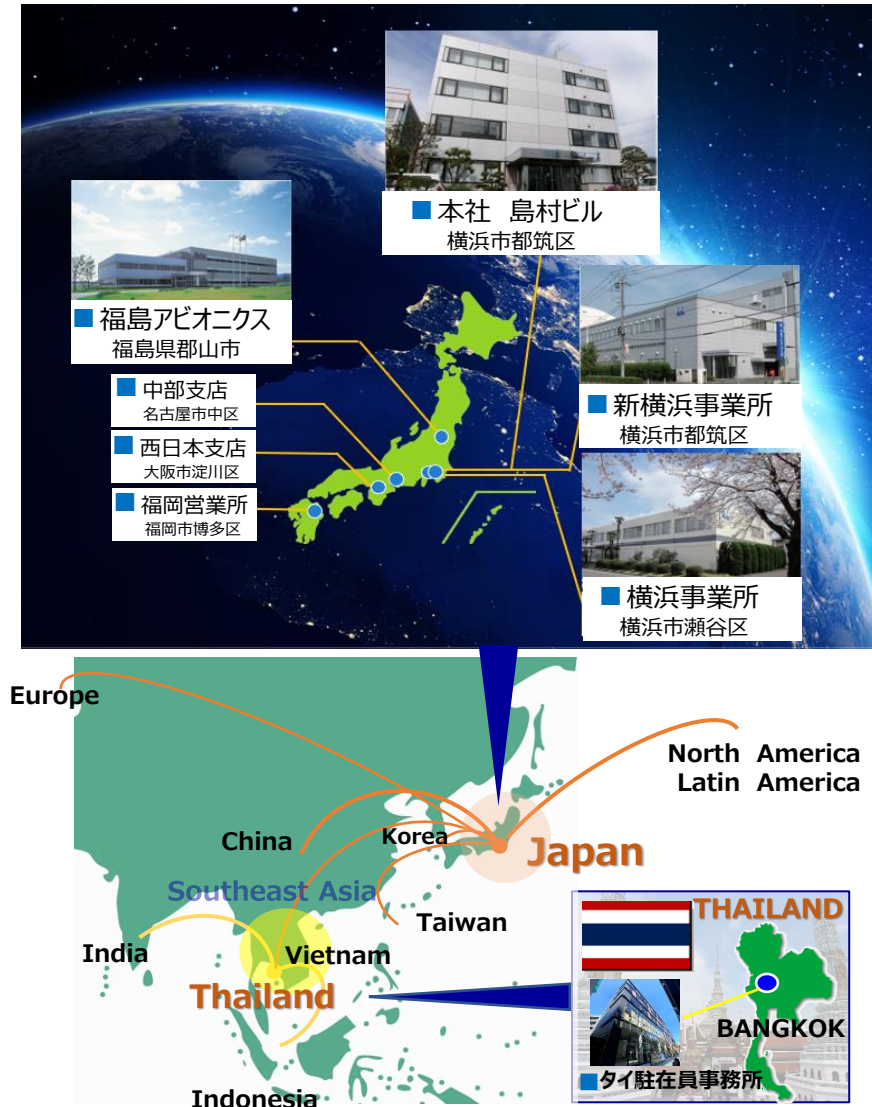 ■本社 島村ビル
横浜市都筑区
■福島アビオニクス
福島県郡山市
■中部支店
名古屋市中区
■西日本支店
大阪市淀川区
■福岡営業所
福岡市博多区
■新横浜事業所
横浜市都筑区
■横浜事業所
横浜市瀬谷区
Europe
North America
Latin America
China
Korea
Japan
Southeast Asia
Taiwan
India
Vietnam
Thailand
Indonesia
THAILAND
BANGKOK
■タイ駐在員事務所